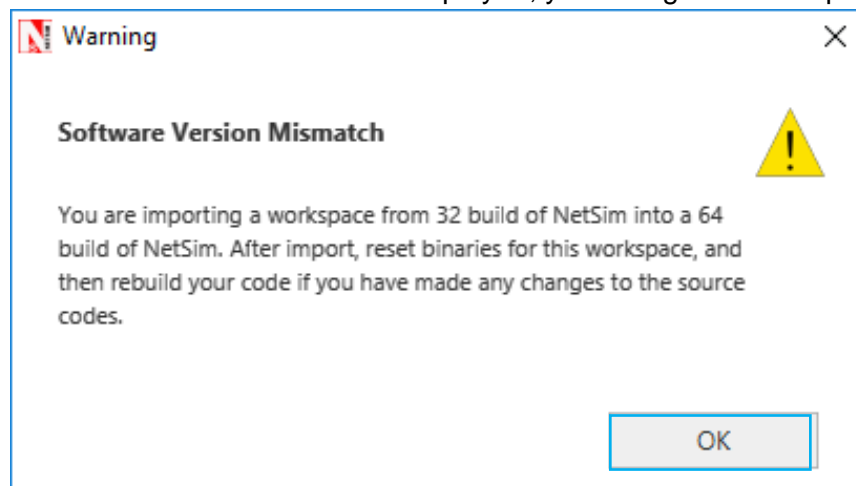 Warning
Software Version Mismatch
You are importing a workspace from 32 build of NetSim into a 64
build of NetSim. After import, reset binaries for this workspace, and
then rebuild your code if you have made any changes to the source
codes.
OK